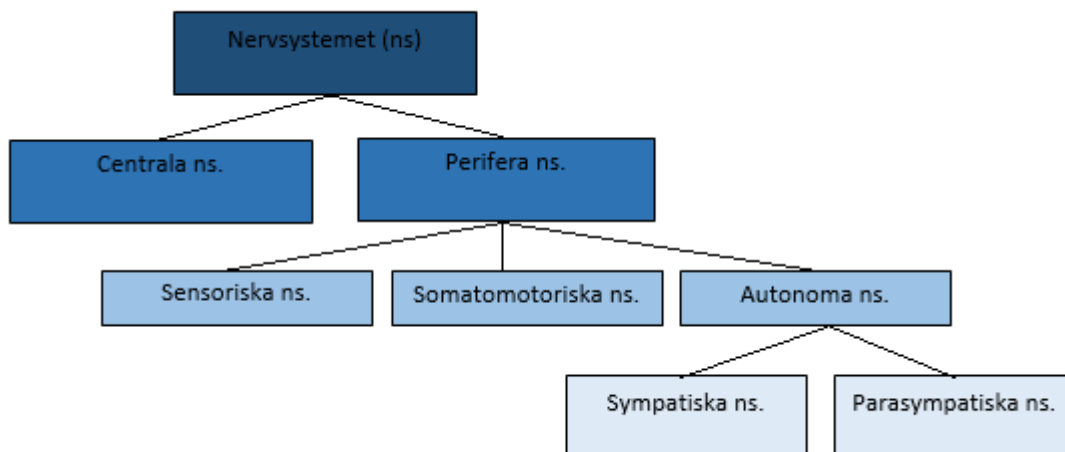 Nervsystemet (ns)
Centrala ns.
Perifera ns.
Sensoriska ns.
Somatomotoriska ns.
Autonoma ns.
Sympatiska ns.
Parasympatiska ns.